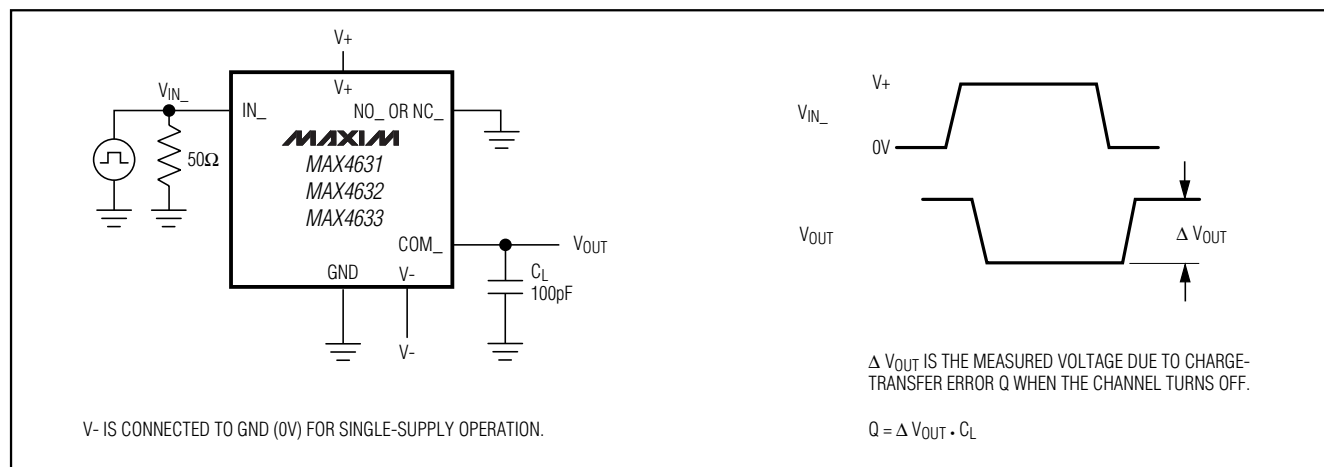 V+
V+
VIN_
IN_
NO_ OR NC_
MAXIM
50Ω
MAX4631
MAX4632
MAX4633
COM_
VOUT
GND
V-
CL
100pF
V-
V- IS CONNECTED TO GND (0V) FOR SINGLE-SUPPLY OPERATION.
V+
VIN_
0V
VOUT
Δ VOUT
Δ VOUT IS THE MEASURED VOLTAGE DUE TO CHARGE-
TRANSFER ERROR Q WHEN THE CHANNEL TURNS OFF.
Q = Δ VOUT • CL